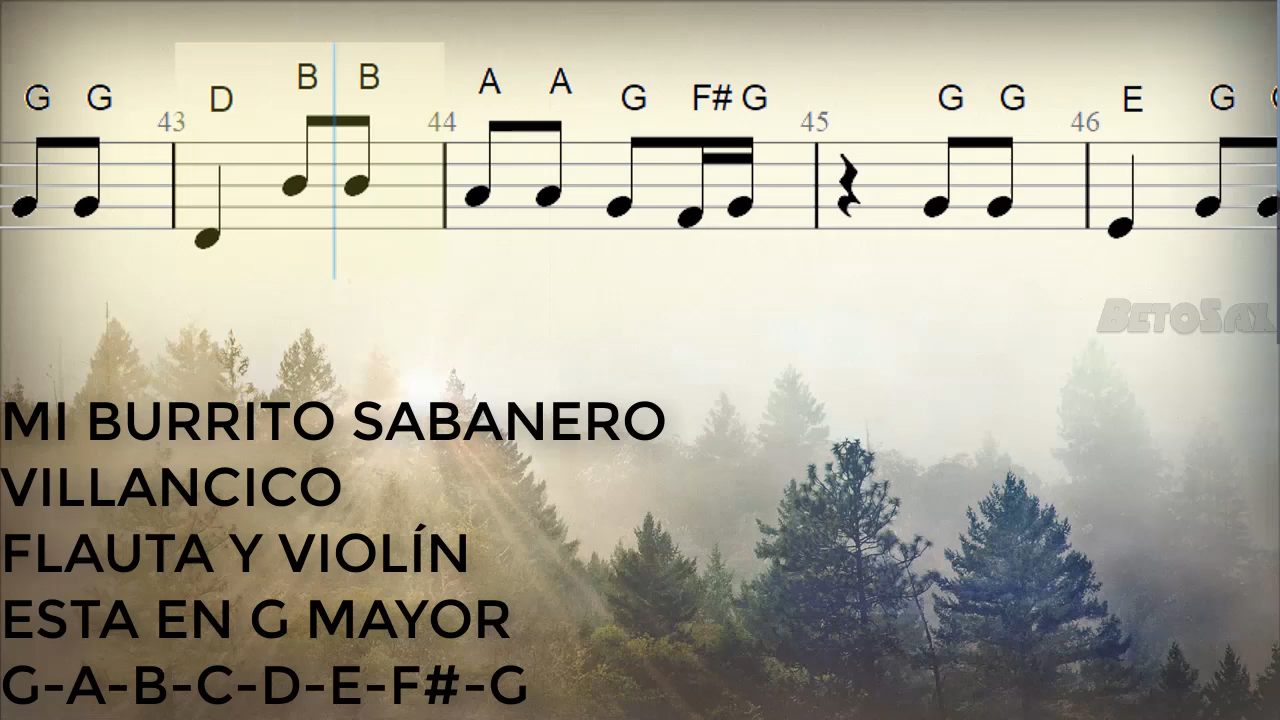 G G D B B A A G F# G G G E G
43 44 45 46
BetoSax
MI BURRITO SABANERO
VILLANCICO
FLAUTA Y VIOLÍN
ESTA EN G MAYOR
G-A-B-C-D-E-F#-G